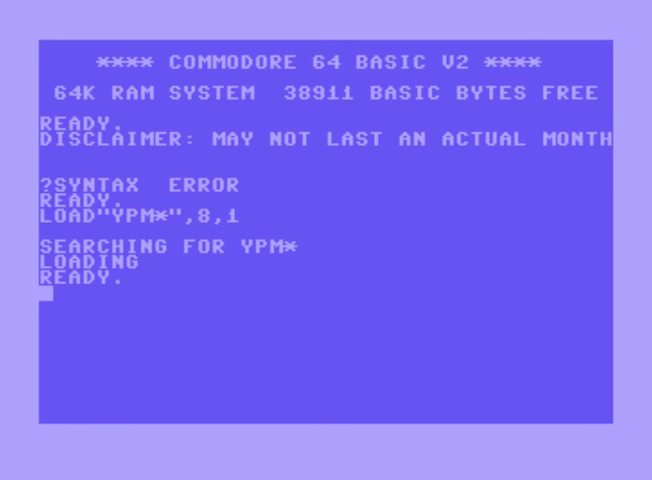 **** COMMODORE 64 BASIC V2 ****
64K RAM SYSTEM  38911 BASIC BYTES FREE
READY.
DISCLAIMER: MAY NOT LAST AN ACTUAL MONTH
?SYNTAX  ERROR
READY.
LOAD"YPM*",8,1
SEARCHING FOR YPM*
LOADING
READY.